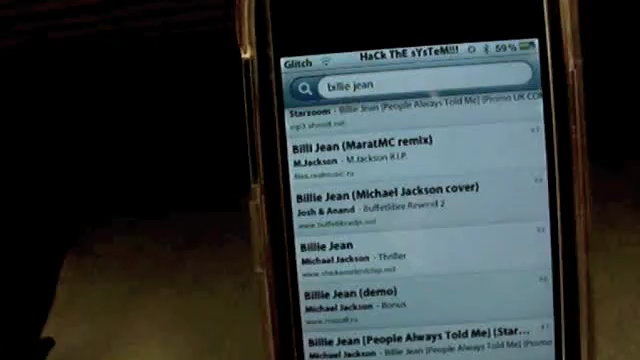 Glitch HaCk ThE sYsTeM!!! 59%
billie jean
Starzoom - Billie Jean [People Always Told Me] (Promo UK CD
Billi Jean (MaratMC remix)
M.Jackson - M.Jackson R.I.P.
Billie Jean (Michael Jackson cover)
Josh & Anand - Buffetlibre Rewind 2
www.buffetlibredjs.net
Billie Jean
Michael Jackson - Thriller
Billie Jean (demo)
Michael Jackson - Bonus
Billie Jean [People Always Told Me] (Star...
Michael Jackson - Billie Jean [People Always Told Me] (Promo